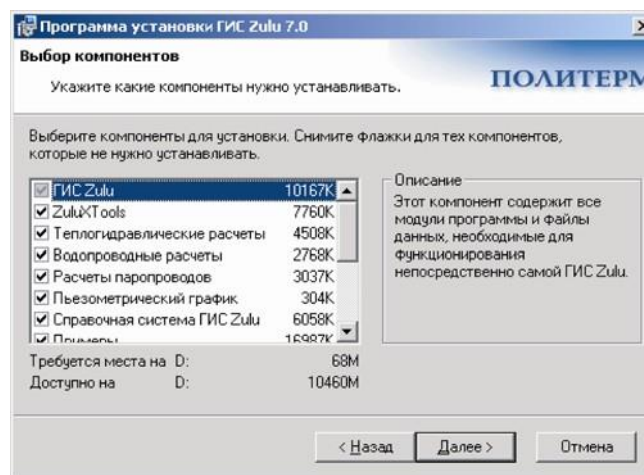 Программа установки ГИС Zulu 7.0
Выбор компонентов
Укажите какие компоненты нужно устанавливать.
ПОЛИТЕРМ
Выберите компоненты для установки. Снимите флажки для тех компонентов,
которые не нужно устанавливать.
ГИС Zulu 10167K
ZuluXTools 7760K
Теплогидравлические расчеты 4508K
Водопроводные расчеты 2768K
Расчеты паропроводов 3037K
Пьезометрический график 304K
Справочная система ГИС Zulu 6058K
Примеры 16987K
Описание
Этот компонент содержит все
модули программы и файлы
данных, необходимые для
функционирования
непосредственно самой ГИС Zulu.
Требуется места на D: 68M
Доступно на D: 10460M
< Назад
Далее >
Отмена